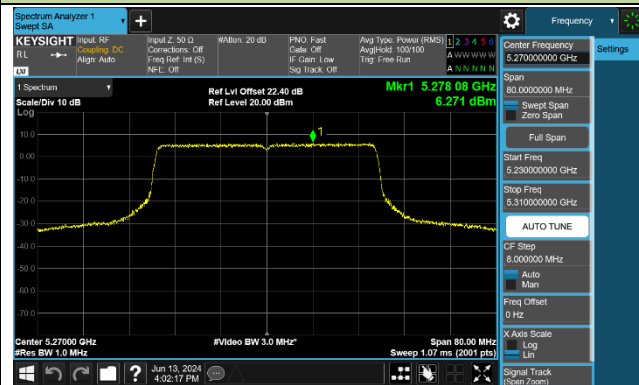 Spectrum Analyzer 1
Swept SA
Frequency
KEYSIGHT
RL
LXI
Input: RF
Coupling: DC
Align: Auto
Input Z: 50 Ω
Corrections: Off
Freq Ref: Int (S)
NFE: Off
#Atten: 20 dB
PNO: Fast
Gate: Off
IF Gain: Low
Sig Track: Off
Avg Type: Power (RMS)
Avg|Hold: 100/100
Trig: Free Run
1 2 3 4 5 6
A W W W W W
A N N N N N
1 Spectrum
Scale/Div 10 dB
Log
Ref Lvl Offset 22.40 dB
Ref Level 20.00 dBm
Mkr1 5.278 08 GHz
6.271 dBm
1
10.0
0.00
-10.0
-20.0
-30.0
-40.0
-50.0
-60.0
-70.0
Center 5.27000 GHz
#Res BW 1.0 MHz
#Video BW 3.0 MHz*
Span 80.00 MHz
Sweep 1.07 ms (2001 pts)
Jun 13, 2024
4:02:17 PM
Center Frequency
5.270000000 GHz
Settings
Span
80.0000000 MHz
Swept Span
Zero Span
Full Span
Start Freq
5.230000000 GHz
Stop Freq
5.310000000 GHz
AUTO TUNE
CF Step
8.000000 MHz
Auto
Man
Freq Offset
0 Hz
X Axis Scale
Log
Lin
Signal Track
(Span Zoom)